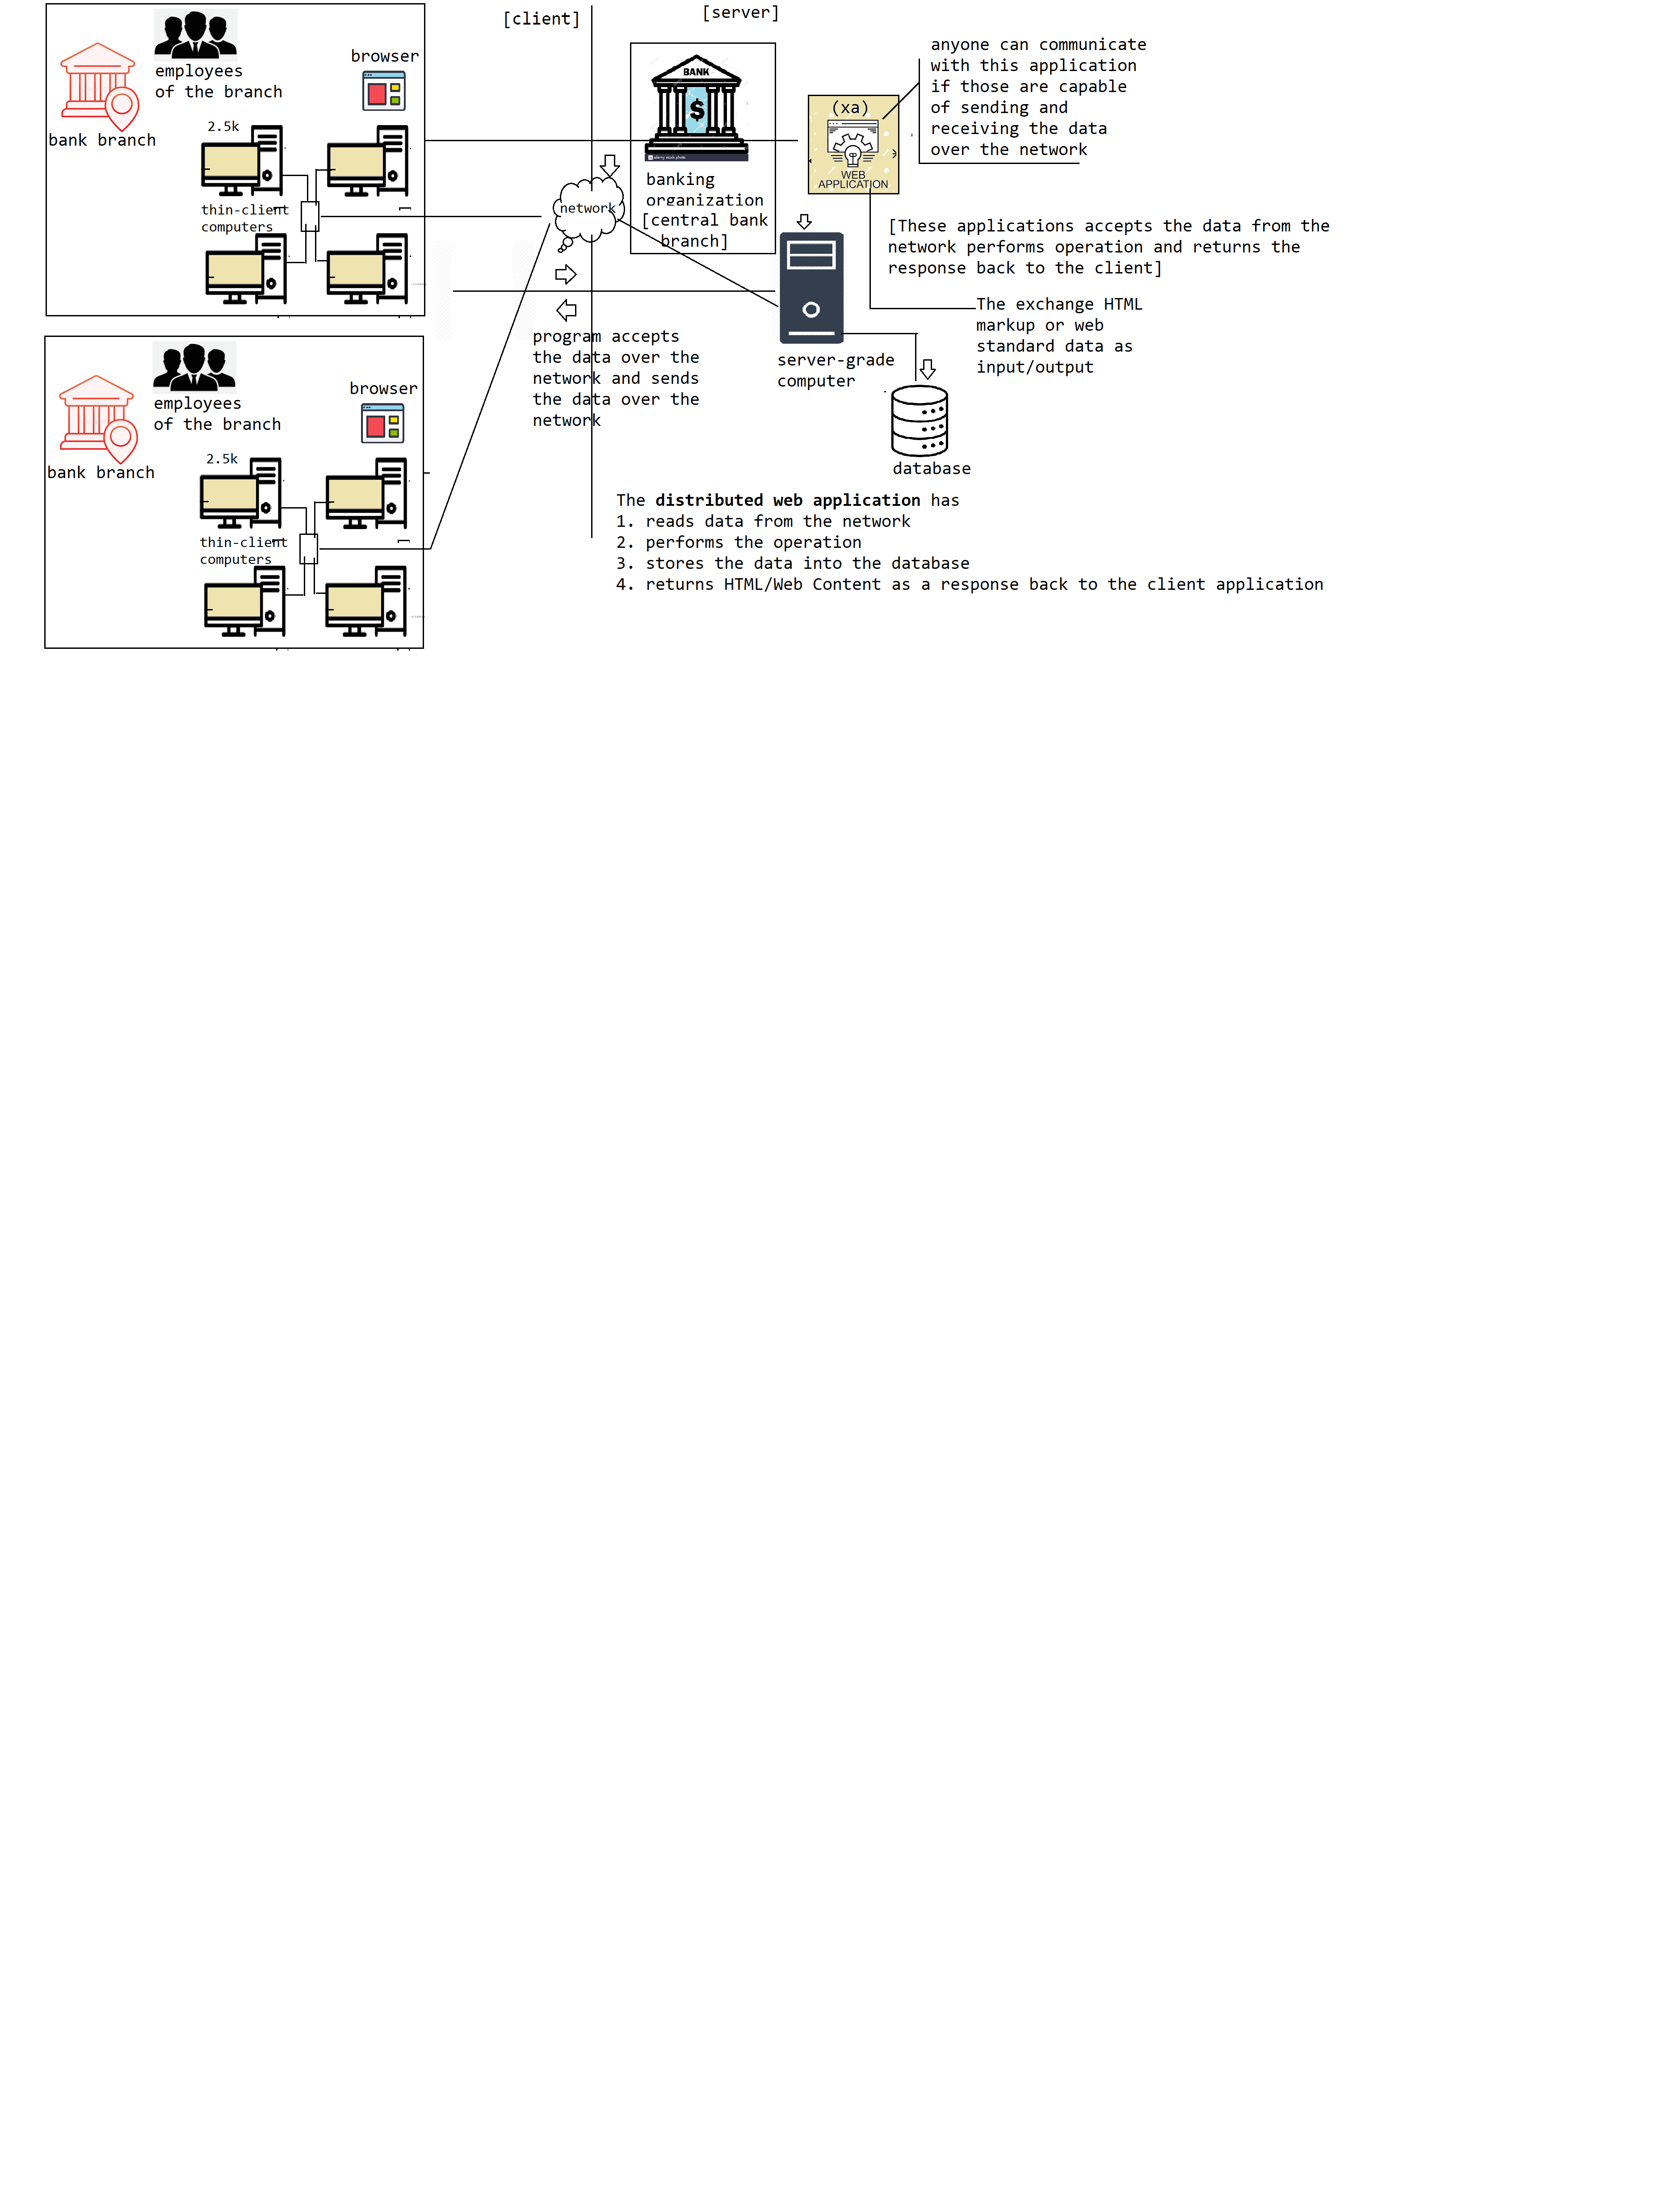 [client]
[server]
employees
of the branch
browser
bank branch
2.5k
thin-client
computers
employees
of the branch
browser
bank branch
2.5k
thin-client
computers
network
program accepts
the data over the
network and sends
the data over the
network
BANK
$
alamy stock photo
banking
organization
[central bank
branch]
(xa)
WEB
APPLICATION
anyone can communicate
with this application
if those are capable
of sending and
receiving the data
over the network
[These applications accepts the data from the
network performs operation and returns the
response back to the client]
The exchange HTML
markup or web
standard data as
input/output
server-grade
computer
database
The distributed web application has
1. reads data from the network
2. performs the operation
3. stores the data into the database
4. returns HTML/Web Content as a response back to the client application